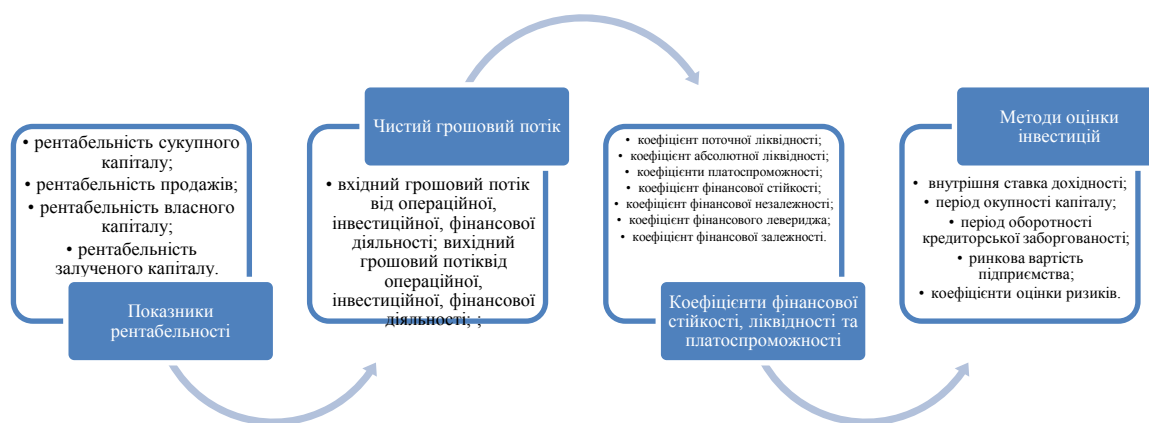 • рентабельність сукупного
капіталу;
• рентабельність продажів;
• рентабельність власного
капіталу;
• рентабельність
залученого капіталу.
Показники
рентабельності
Чистий грошовий потік
• вхідний грошовий потік
від операційної,
інвестиційної, фінансової
діяльності; вихідний
грошовий потіквід
операційної,
інвестиційної, фінансової
діяльності; ;
• коефіцієнт поточної ліквідності;
• коефіцієнт абсолютної ліквідності;
• коефіцієнти платоспроможності;
• коефіцієнт фінансової стійкості;
• коефіцієнт фінансової незалежності;
• коефіцієнт фінансового левериджа;
• коефіцієнт фінансової залежності.
Коефіцієнти фінансової
стійкості, ліквідності та
платоспроможності
Методи оцінки
інвестицій
• внутрішня ставка дохідності;
• період окупності капіталу;
• період оборотності
кредиторської заборгованості;
• ринкова вартість
підприємства;
• коефіцієнти оцінки ризиків.